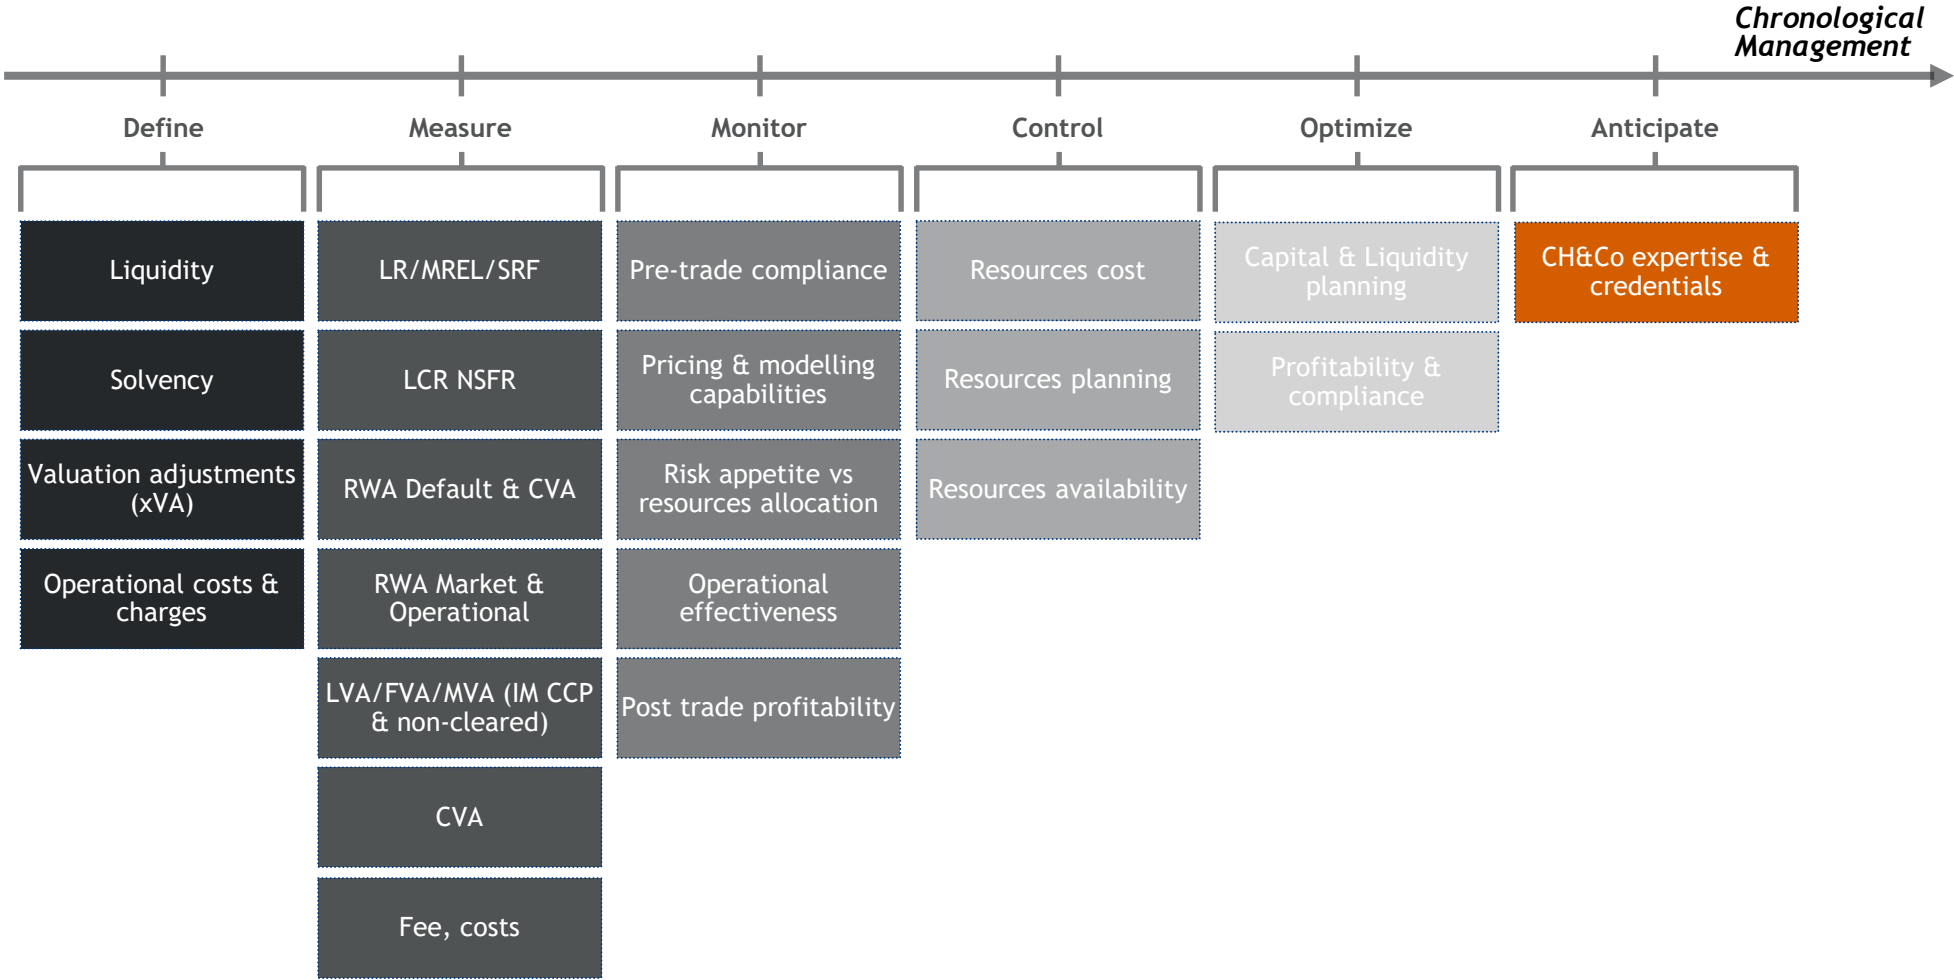 Chronological
Management
Define
Measure
Monitor
Control
Optimize
Anticipate
Liquidity
Solvency
Valuation adjustments
(xVA)
Operational costs &
charges
LR/MREL/SRF
LCR NSFR
RWA Default & CVA
RWA Market &
Operational
LVA/FVA/MVA (IM CCP
& non-cleared)
CVA
Fee, costs
Pre-trade compliance
Pricing & modelling
capabilities
Risk appetite vs
resources allocation
Operational
effectiveness
Post trade profitability
Resources cost
Resources planning
Resources availability
Capital & Liquidity
planning
Profitability &
compliance
CH&Co expertise &
credentials